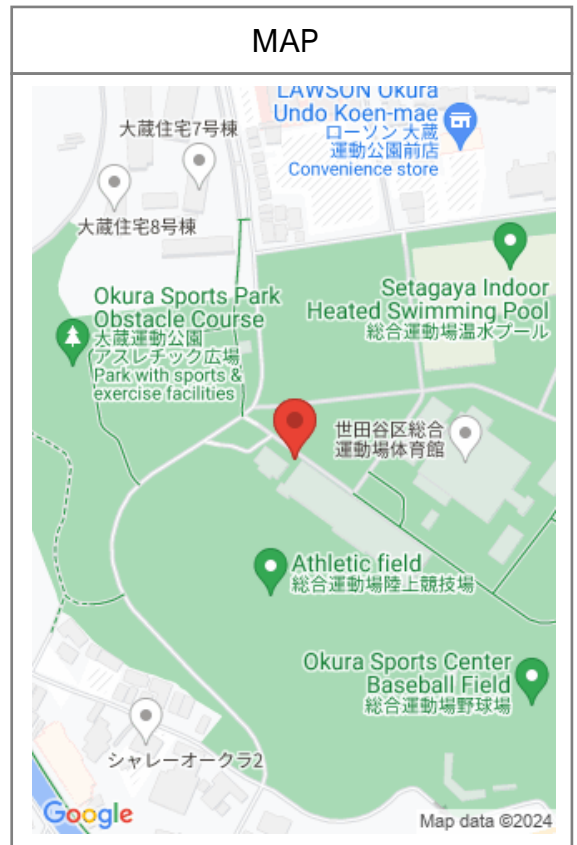 MAP
LAWSON Okura
Undo Koen-mae
ローソン 大蔵
運動公園前店
Convenience store
大蔵住宅7号棟
大蔵住宅8号棟
Setagaya Indoor
Heated Swimming Pool
総合運動場温水プール
Okura Sports Park
Obstacle Course
大蔵運動公園
アスレチック広場
Park with sports &
exercise facilities
世田谷区総合
運動場体育館
Athletic field
総合運動場陸上競技場
Okura Sports Center
Baseball Field
総合運動場野球場
シャレーオークラ2
Google
Map data ©2024